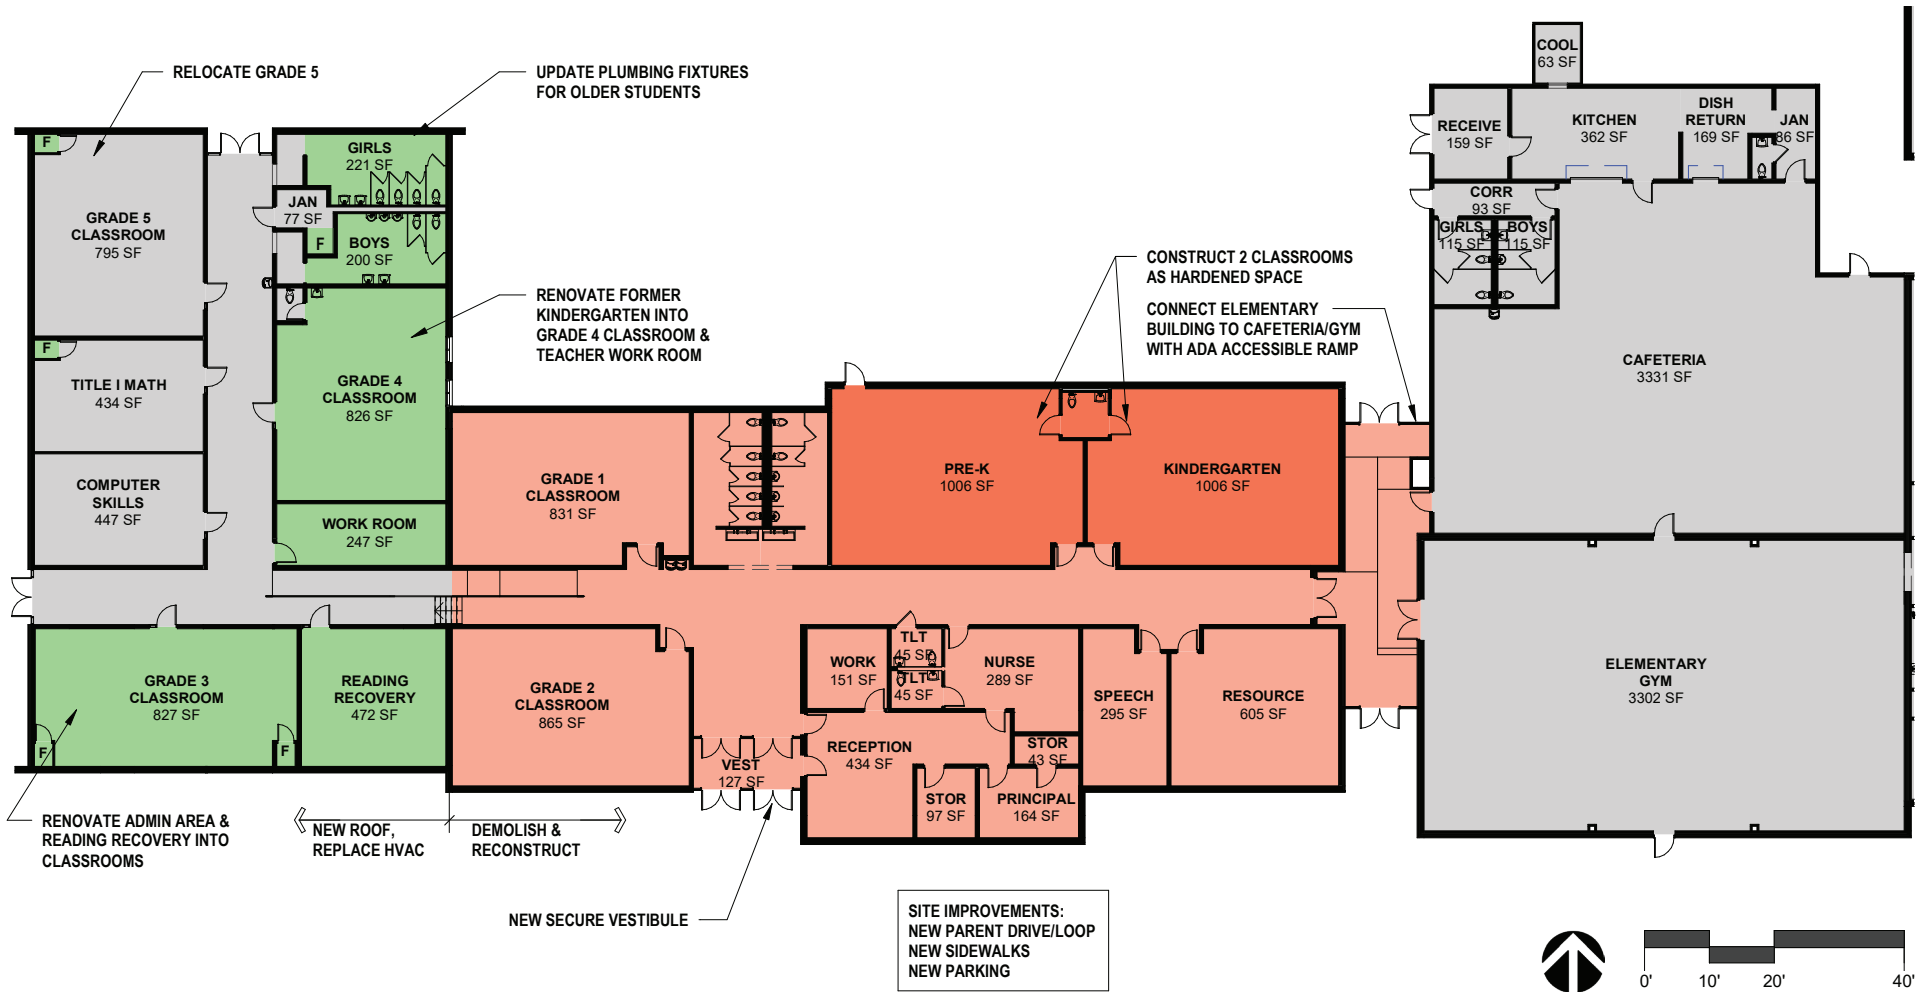 RELOCATE GRADE 5
UPDATE PLUMBING FIXTURES
FOR OLDER STUDENTS
COOL
63 SF
F
GIRLS
221 SF
RECEIVE
159 SF
KITCHEN
362 SF
DISH
RETURN
169 SF
JAN
86 SF
GRADE 5
CLASSROOM
795 SF
JAN
77 SF
F
BOYS
200 SF
CORR
93 SF
GIRLS
115 SF
BOYS
115 SF
CONSTRUCT 2 CLASSROOMS
AS HARDENED SPACE
RENOVATE FORMER
KINDERGARTEN INTO
GRADE 4 CLASSROOM &
TEACHER WORK ROOM
CONNECT ELEMENTARY
BUILDING TO CAFETERIA/GYM
WITH ADA ACCESSIBLE RAMP
F
TITLE I MATH
434 SF
GRADE 4
CLASSROOM
826 SF
CAFETERIA
3331 SF
COMPUTER
SKILLS
447 SF
WORK ROOM
247 SF
GRADE 1
CLASSROOM
831 SF
PRE-K
1006 SF
KINDERGARTEN
1006 SF
GRADE 3
CLASSROOM
827 SF
F
F
READING
RECOVERY
472 SF
GRADE 2
CLASSROOM
865 SF
WORK
151 SF
TLT
45 SF
TLT
45 SF
NURSE
289 SF
SPEECH
295 SF
RESOURCE
605 SF
ELEMENTARY
GYM
3302 SF
VEST
127 SF
RECEPTION
434 SF
STOR
43 SF
STOR
97 SF
PRINCIPAL
164 SF
RENOVATE ADMIN AREA &
READING RECOVERY INTO
CLASSROOMS
NEW ROOF,
REPLACE HVAC
DEMOLISH &
RECONSTRUCT
NEW SECURE VESTIBULE
SITE IMPROVEMENTS:
NEW PARENT DRIVE/LOOP
NEW SIDEWALKS
NEW PARKING
0' 10' 20' 40'